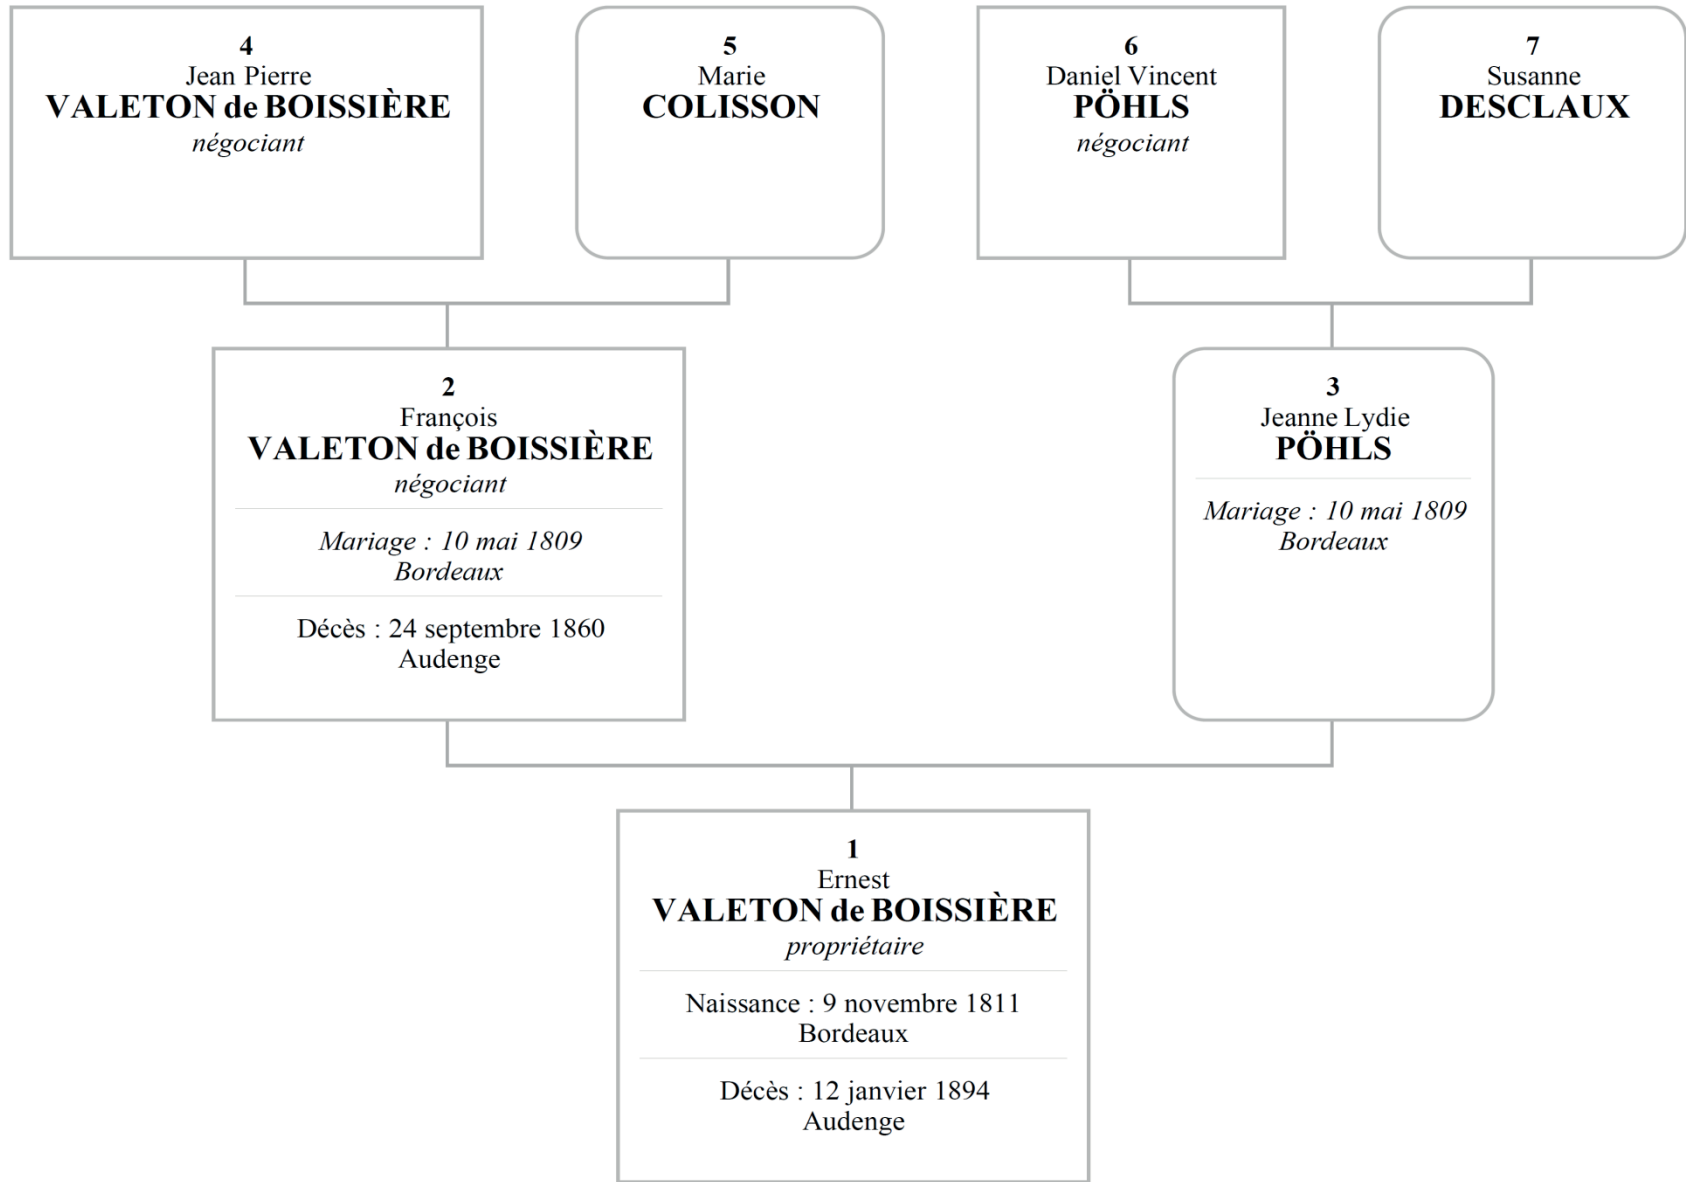 4
Jean Pierre
VALETON de BOISSIÈRE
négociant
5
Marie
COLISSON
6
Daniel Vincent
PÖHLS
négociant
7
Susanne
DESCLAUX
2
François
VALETON de BOISSIÈRE
négociant
Mariage : 10 mai 1809
Bordeaux
Décès : 24 septembre 1860
Audenge
3
Jeanne Lydie
PÖHLS
Mariage : 10 mai 1809
Bordeaux
1
Ernest
VALETON de BOISSIÈRE
propriétaire
Naissance : 9 novembre 1811
Bordeaux
Décès : 12 janvier 1894
Audenge